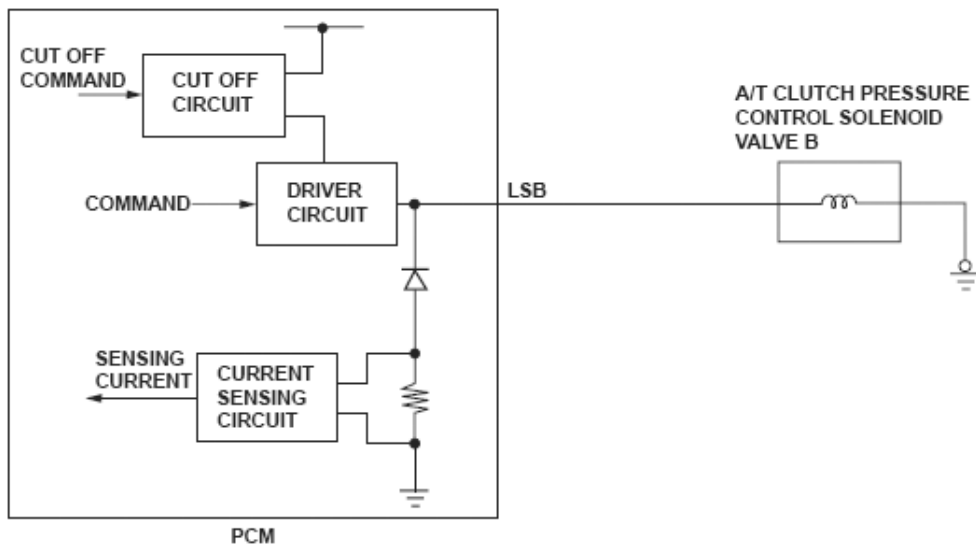 CUT OFF
COMMAND
CUT OFF
CIRCUIT
A/T CLUTCH PRESSURE
CONTROL SOLENOID
VALVE B
COMMAND
DRIVER
CIRCUIT
LSB
SENSING
CURRENT
CURRENT
SENSING
CIRCUIT
PCM